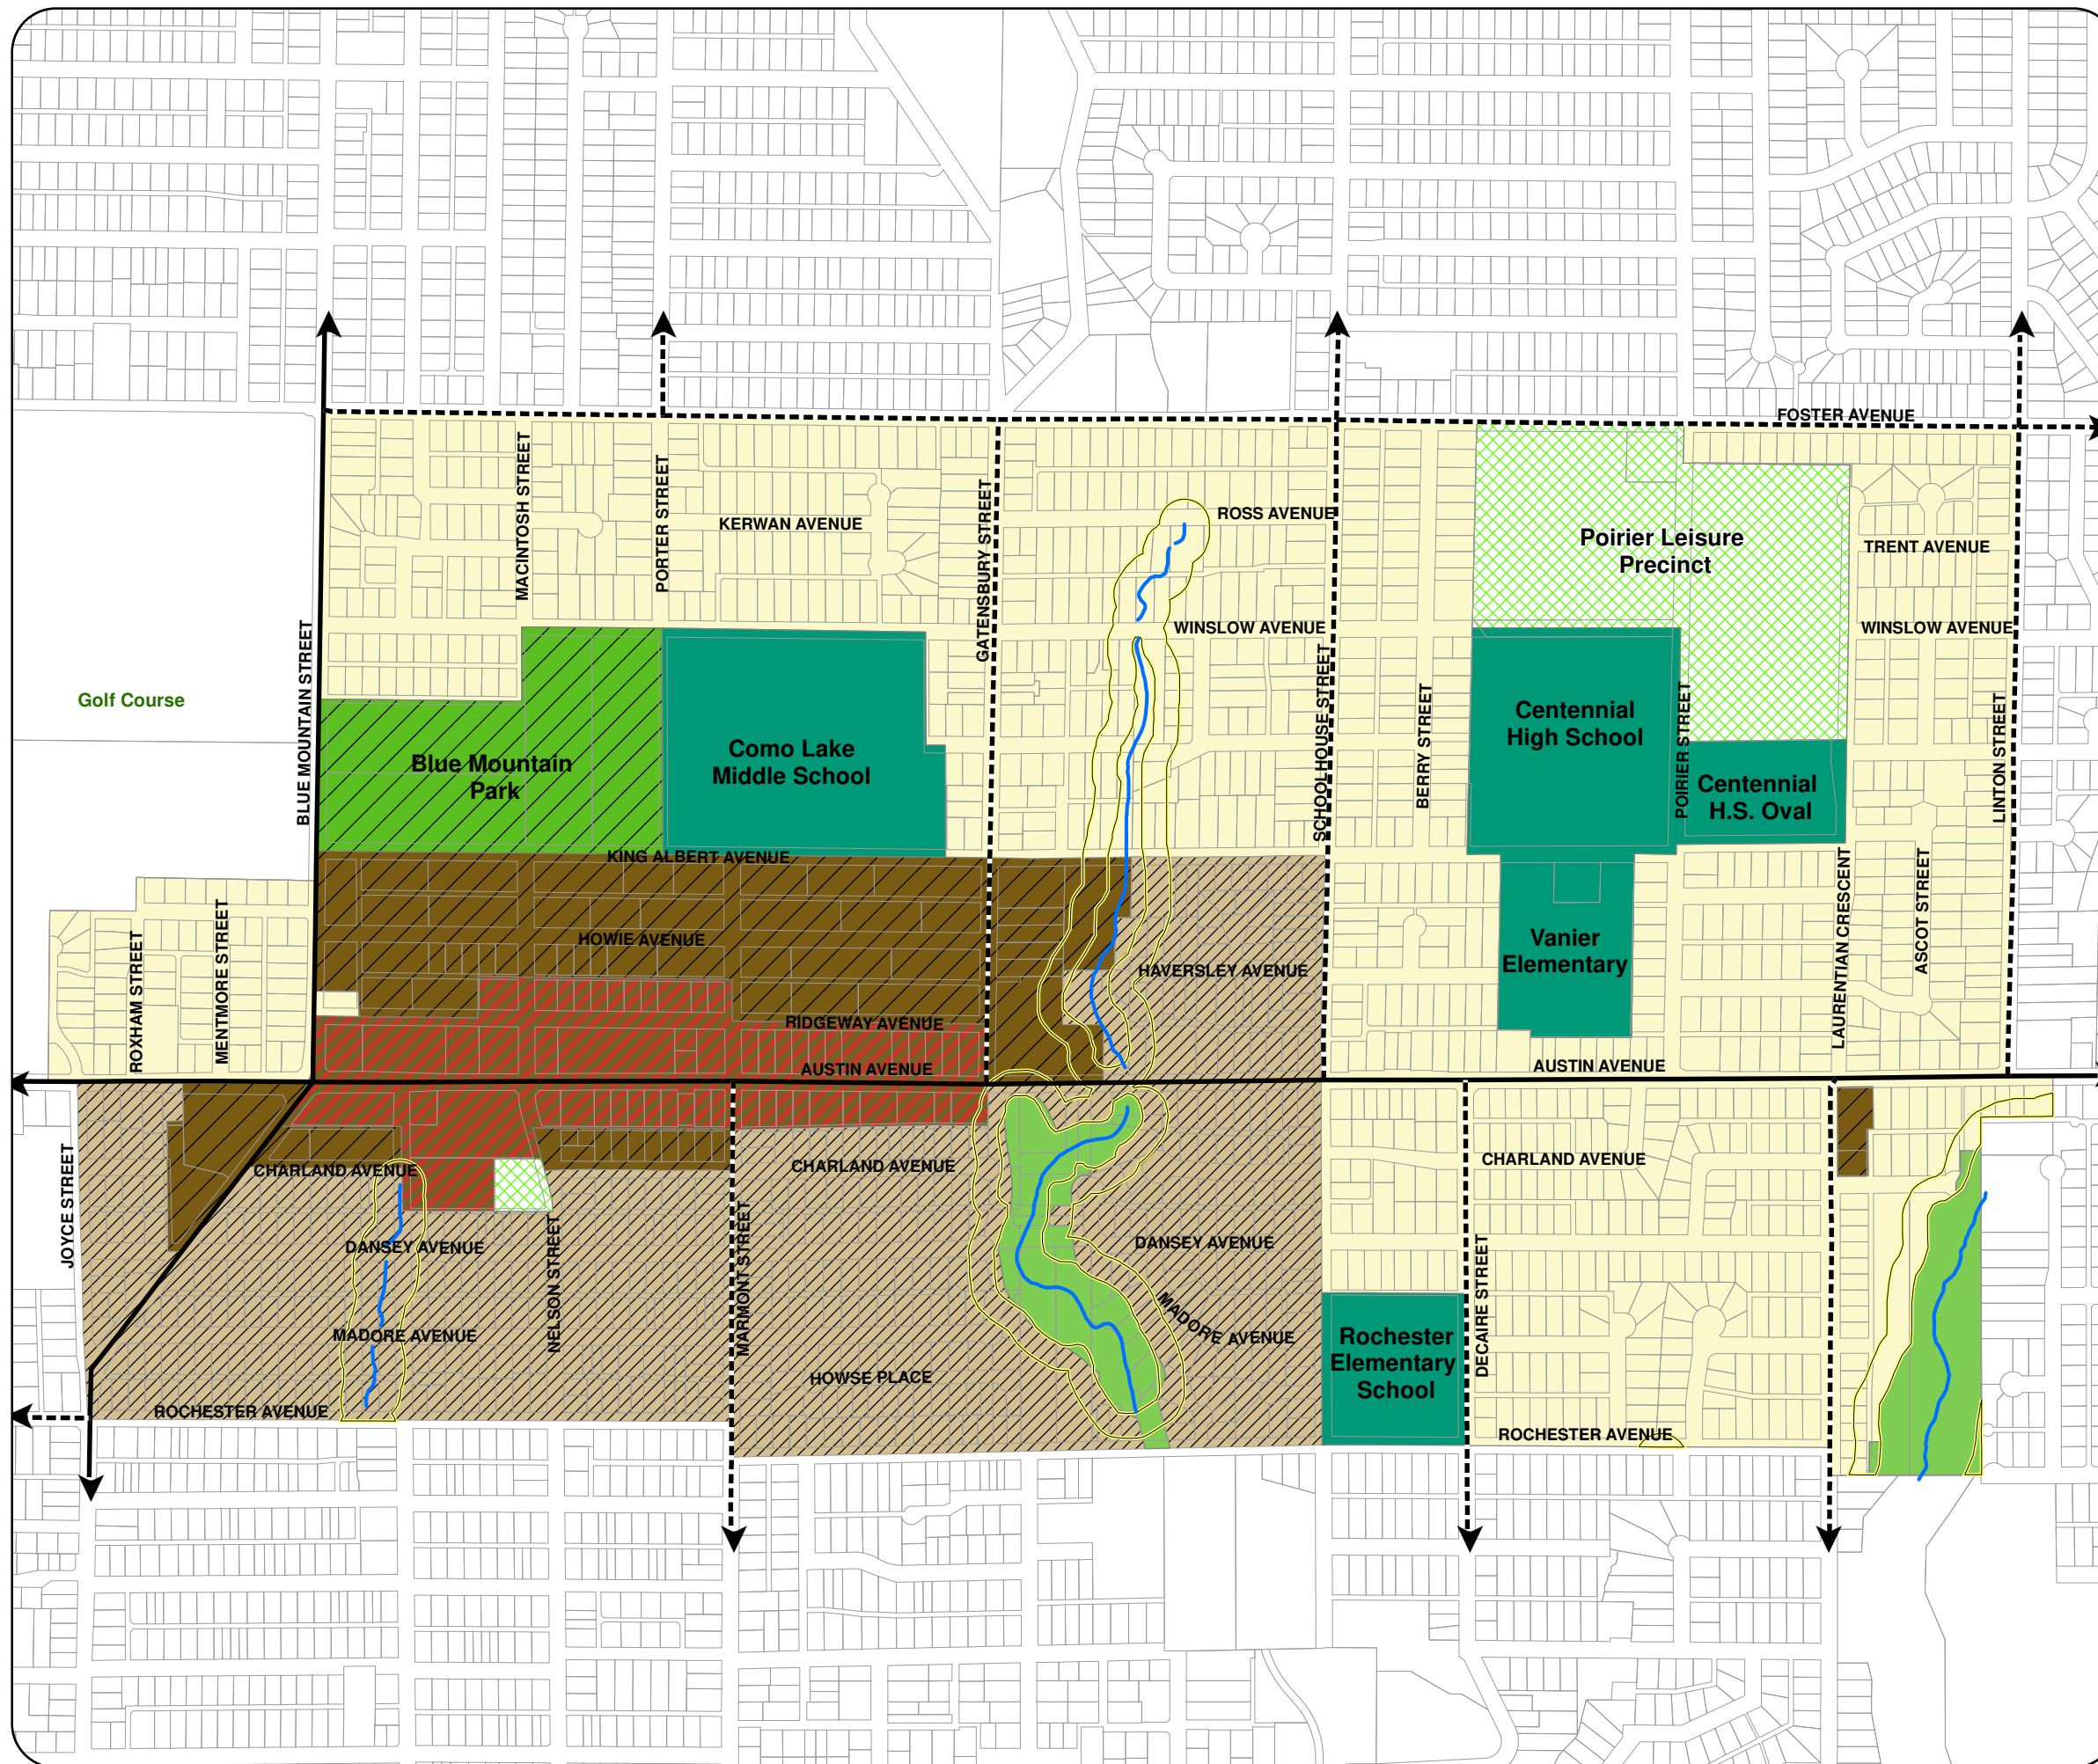 FOSTER AVENUE
MACINTOSH STREET
PORTER STREET
KERWAN AVENUE
GATENSBURY STREET
ROSS AVENUE
Poirier Leisure
Precinct
TRENT AVENUE
WINSLOW AVENUE
WINSLOW AVENUE
BLUE MOUNTAIN STREET
Golf Course
Blue Mountain
Park
Como Lake
Middle School
SCHOOLHOUSE STREET
BERRY STREET
Centennial
High School
POIRIER STREET
Centennial
H.S. Oval
LINTON STREET
KING ALBERT AVENUE
HOWIE AVENUE
ROXHAM STREET
MENTMORE STREET
HAVERSLEY AVENUE
Vanier
Elementary
LAURENTIAN CRESCENT
ASCOT STREET
RIDGEWAY AVENUE
AUSTIN AVENUE
AUSTIN AVENUE
JOYCE STREET
CHARLAND AVENUE
CHARLAND AVENUE
CHARLAND AVENUE
DANSEY AVENUE
NELSON STREET
MARMONT STREET
DANSEY AVENUE
DECAIRE STREET
MADORE AVENUE
MADORE AVENUE
Rochester
Elementary
School
HOWSE PLACE
ROCHESTER AVENUE
ROCHESTER AVENUE